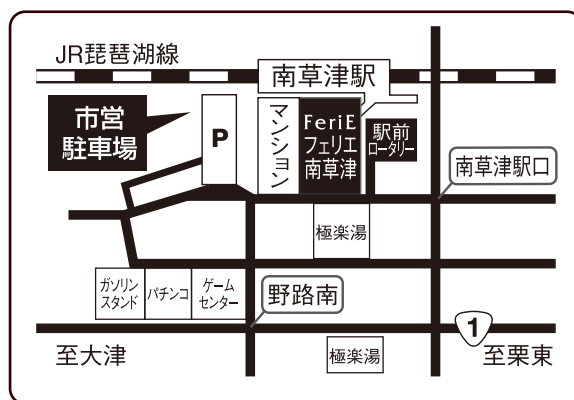 JR琵琶湖線
南草津駅
市営
駐車場
P
マンション
FeriE
フェリエ
南草津
駅前
ロータリー
南草津駅口
極楽湯
ガソリン
スタンド
パチンコ
ゲーム
センター
野路南
1
至大津
極楽湯
至栗東